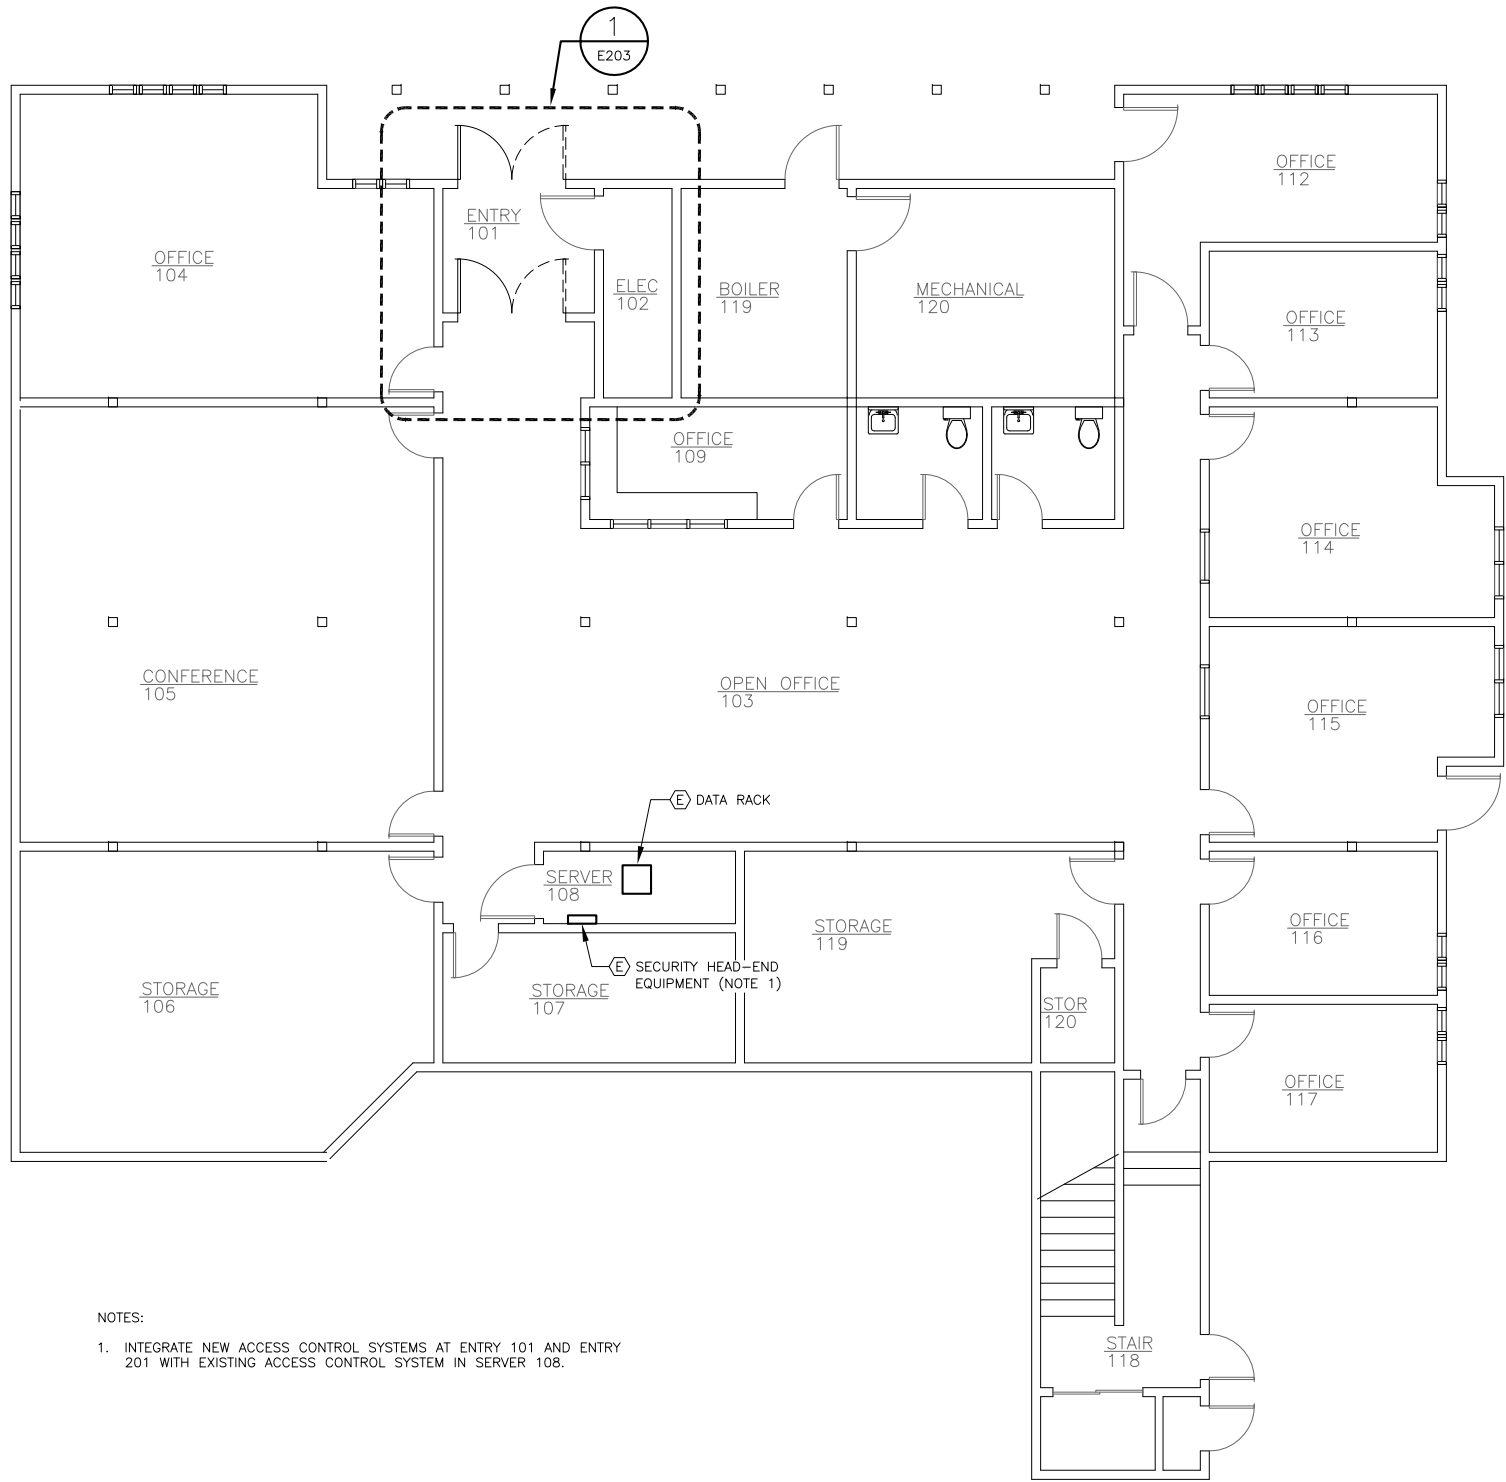 1
E203
OFFICE
112
ENTRY
101
OFFICE
104
ELEC
102
BOILER
119
MECHANICAL
120
OFFICE
113
OFFICE
109
OFFICE
114
CONFERENCE
105
OPEN OFFICE
103
OFFICE
115
E DATA RACK
SERVER
108
STORAGE
119
OFFICE
116
E SECURITY HEAD-END
EQUIPMENT (NOTE 1)
STORAGE
106
STORAGE
107
STOR
120
OFFICE
117
STAIR
118
NOTES:
1. INTEGRATE NEW ACCESS CONTROL SYSTEMS AT ENTRY 101 AND ENTRY
201 WITH EXISTING ACCESS CONTROL SYSTEM IN SERVER 108.